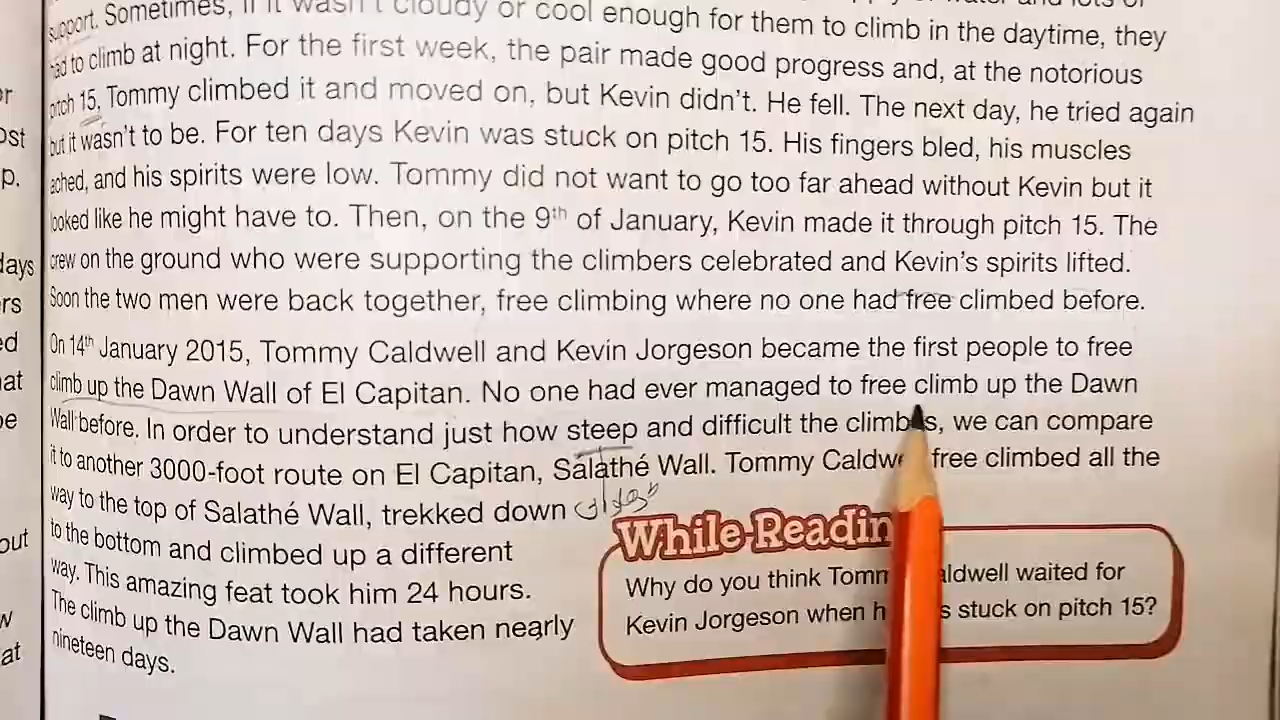 support. Sometimes, if it wasn't cloudy or cool enough for them to climb in the daytime, they
had to climb at night. For the first week, the pair made good progress and, at the notorious
pitch 15, Tommy climbed it and moved on, but Kevin didn't. He fell. The next day, he tried again
but it wasn't to be. For ten days Kevin was stuck on pitch 15. His fingers bled, his muscles
ached, and his spirits were low. Tommy did not want to go too far ahead without Kevin but it
looked like he might have to. Then, on the 9th of January, Kevin made it through pitch 15. The
crew on the ground who were supporting the climbers celebrated and Kevin's spirits lifted.
Soon the two men were back together, free climbing where no one had free climbed before.
On 14th January 2015, Tommy Caldwell and Kevin Jorgeson became the first people to free
climb up the Dawn Wall of El Capitan. No one had ever managed to free climb up the Dawn
Wall before. In order to understand just how steep and difficult the climb is, we can compare
it to another 3000-foot route on El Capitan, Salathé Wall. Tommy free climbed all the
way to the top of Salathé Wall, trekked down
to the bottom and climbed up a different
way. This amazing feat took him 24 hours.
The climb up the Dawn Wall had taken nearly
nineteen days.
While Readin
Why do you think Tomm aldwell waited for
Kevin Jorgeson when h s stuck on pitch 15?